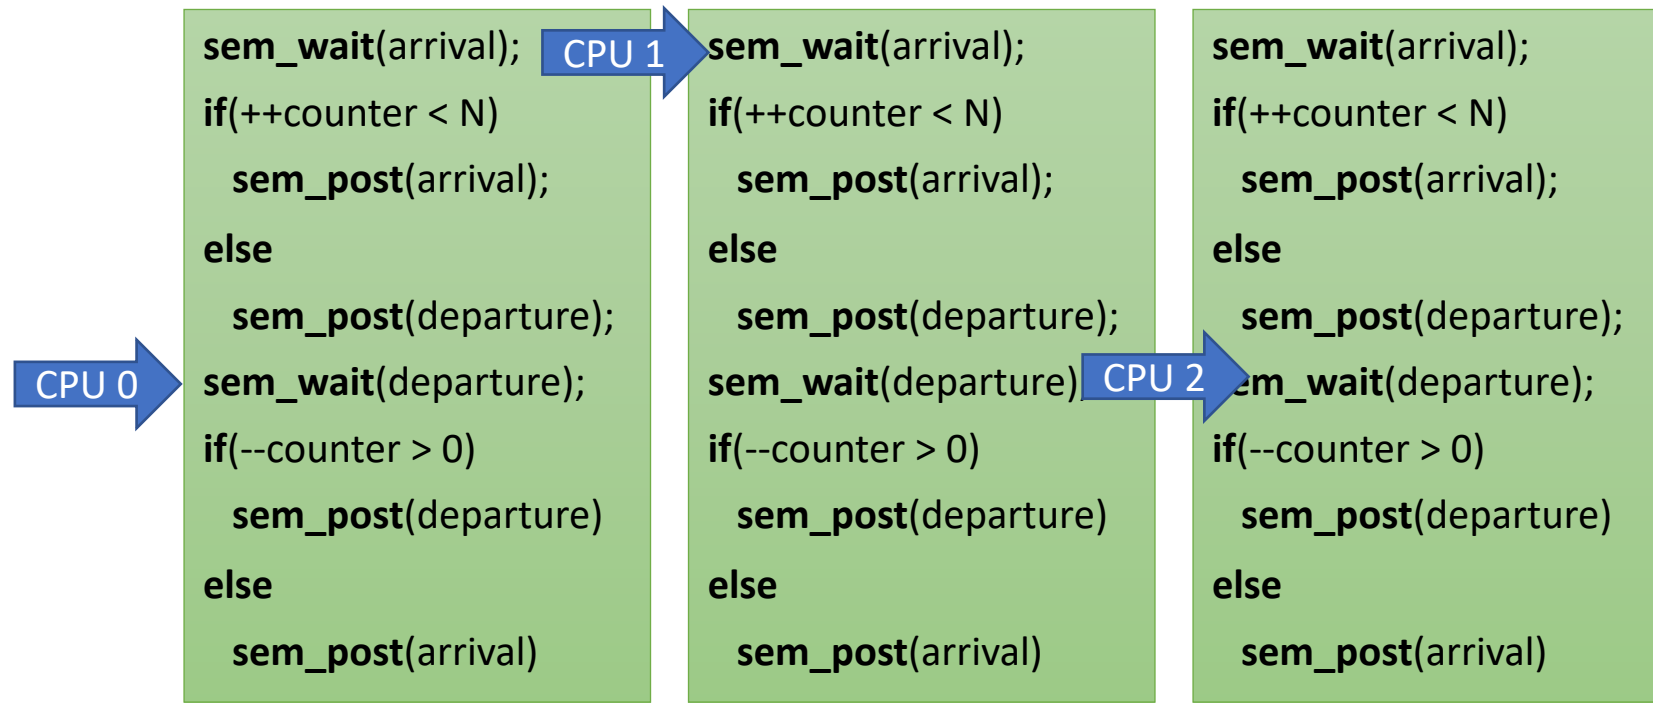 sem_wait(arrival);
if(++counter < N)
sem_post(arrival);
else
sem_post(departure);
sem_wait(departure);
if(--counter > 0)
sem_post(departure)
else
sem_post(arrival)
CPU 0
CPU 1
sem_wait(arrival);
if(++counter < N)
sem_post(arrival);
else
sem_post(departure);
sem_wait(departure)
if(--counter > 0)
sem_post(departure)
else
sem_post(arrival)
CPU 2
sem_wait(arrival);
if(++counter < N)
sem_post(arrival);
else
sem_post(departure);
em_wait(departure);
if(--counter > 0)
sem_post(departure)
else
sem_post(arrival)